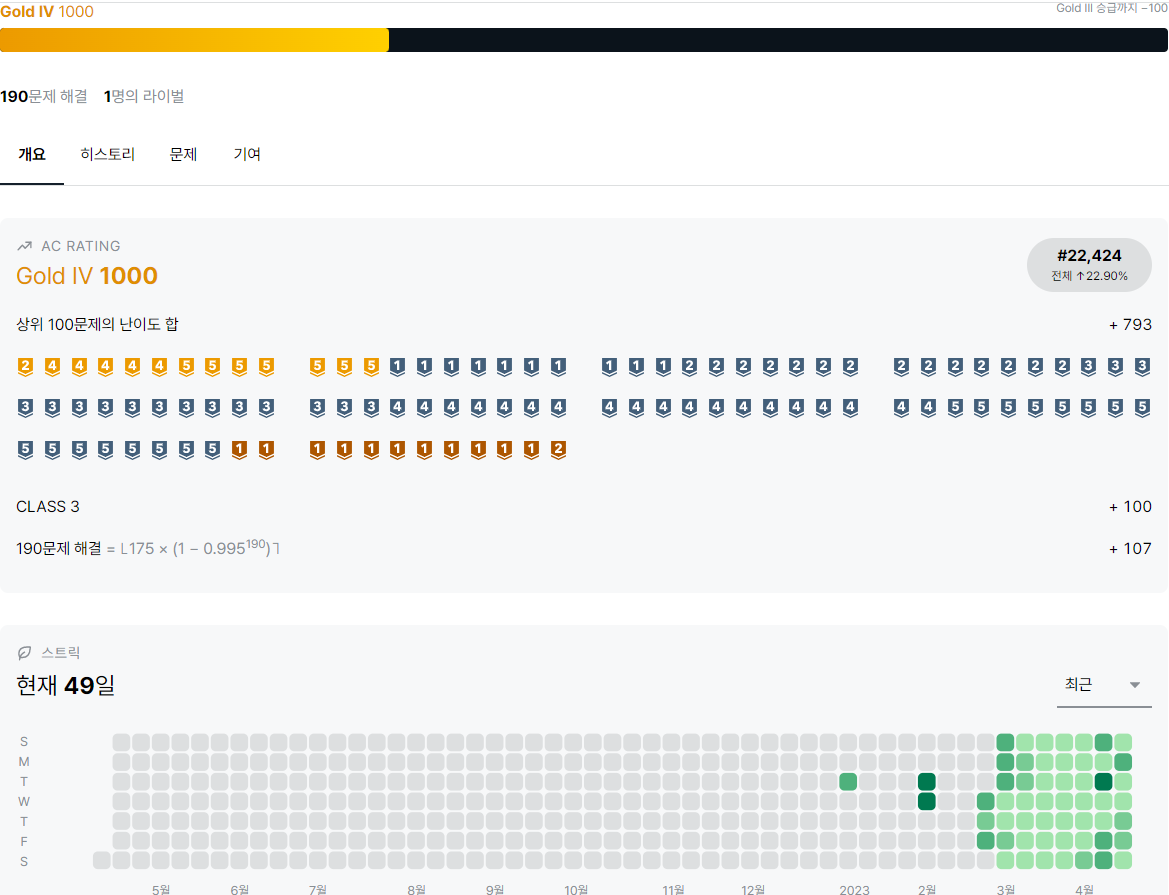 Gold IV 1000
Gold III 승급까지 −100
190문제 해결 1명의 라이벌
개요 히스토리 문제 기여
AC RATING
Gold IV 1000
#22,424
전체 ↑22.90%
상위 100문제의 난이도 합 + 793
2 4 4 4 4 4 5 5 5 5 5 5 5 1 1 1 1 1 1 1 1 1 1 2 2 2 2 2 2 2 2 2 2 2 2 2 2 3 3 3
3 3 3 3 3 3 3 3 3 3 3 3 3 4 4 4 4 4 4 4 4 4 4 4 4 4 4 4 4 4 4 4 5 5 5 5 5 5 5 5
5 5 5 5 5 5 5 5 1 1 1 1 1 1 1 1 1 1 1 2
CLASS 3 + 100
190문제 해결 = ⌊175 × (1 − 0.995¹⁹⁰)⌉ + 107
스트릭
현재 49일
최근
S
M
T
W
T
F
S
5월 6월 7월 8월 9월 10월 11월 12월 2023 2월 3월 4월